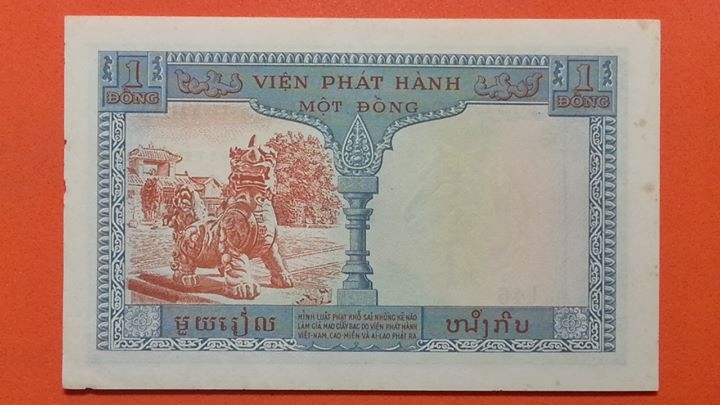 1
ĐỒNG
VIỆN PHÁT HÀNH
MỘT ĐỒNG
1
ĐỒNG
មួយរៀល
HÌNH LUẬT PHẠT KHỔ SAI NHỮNG KẺ NÀO
LÀM GIẢ MẠO GIẤY BẠC DO VIỆN PHÁT HÀNH
VIỆT-NAM, CAO-MIÊN VÀ AI-LAO PHÁT RA
ໜຶ່ງກີບ